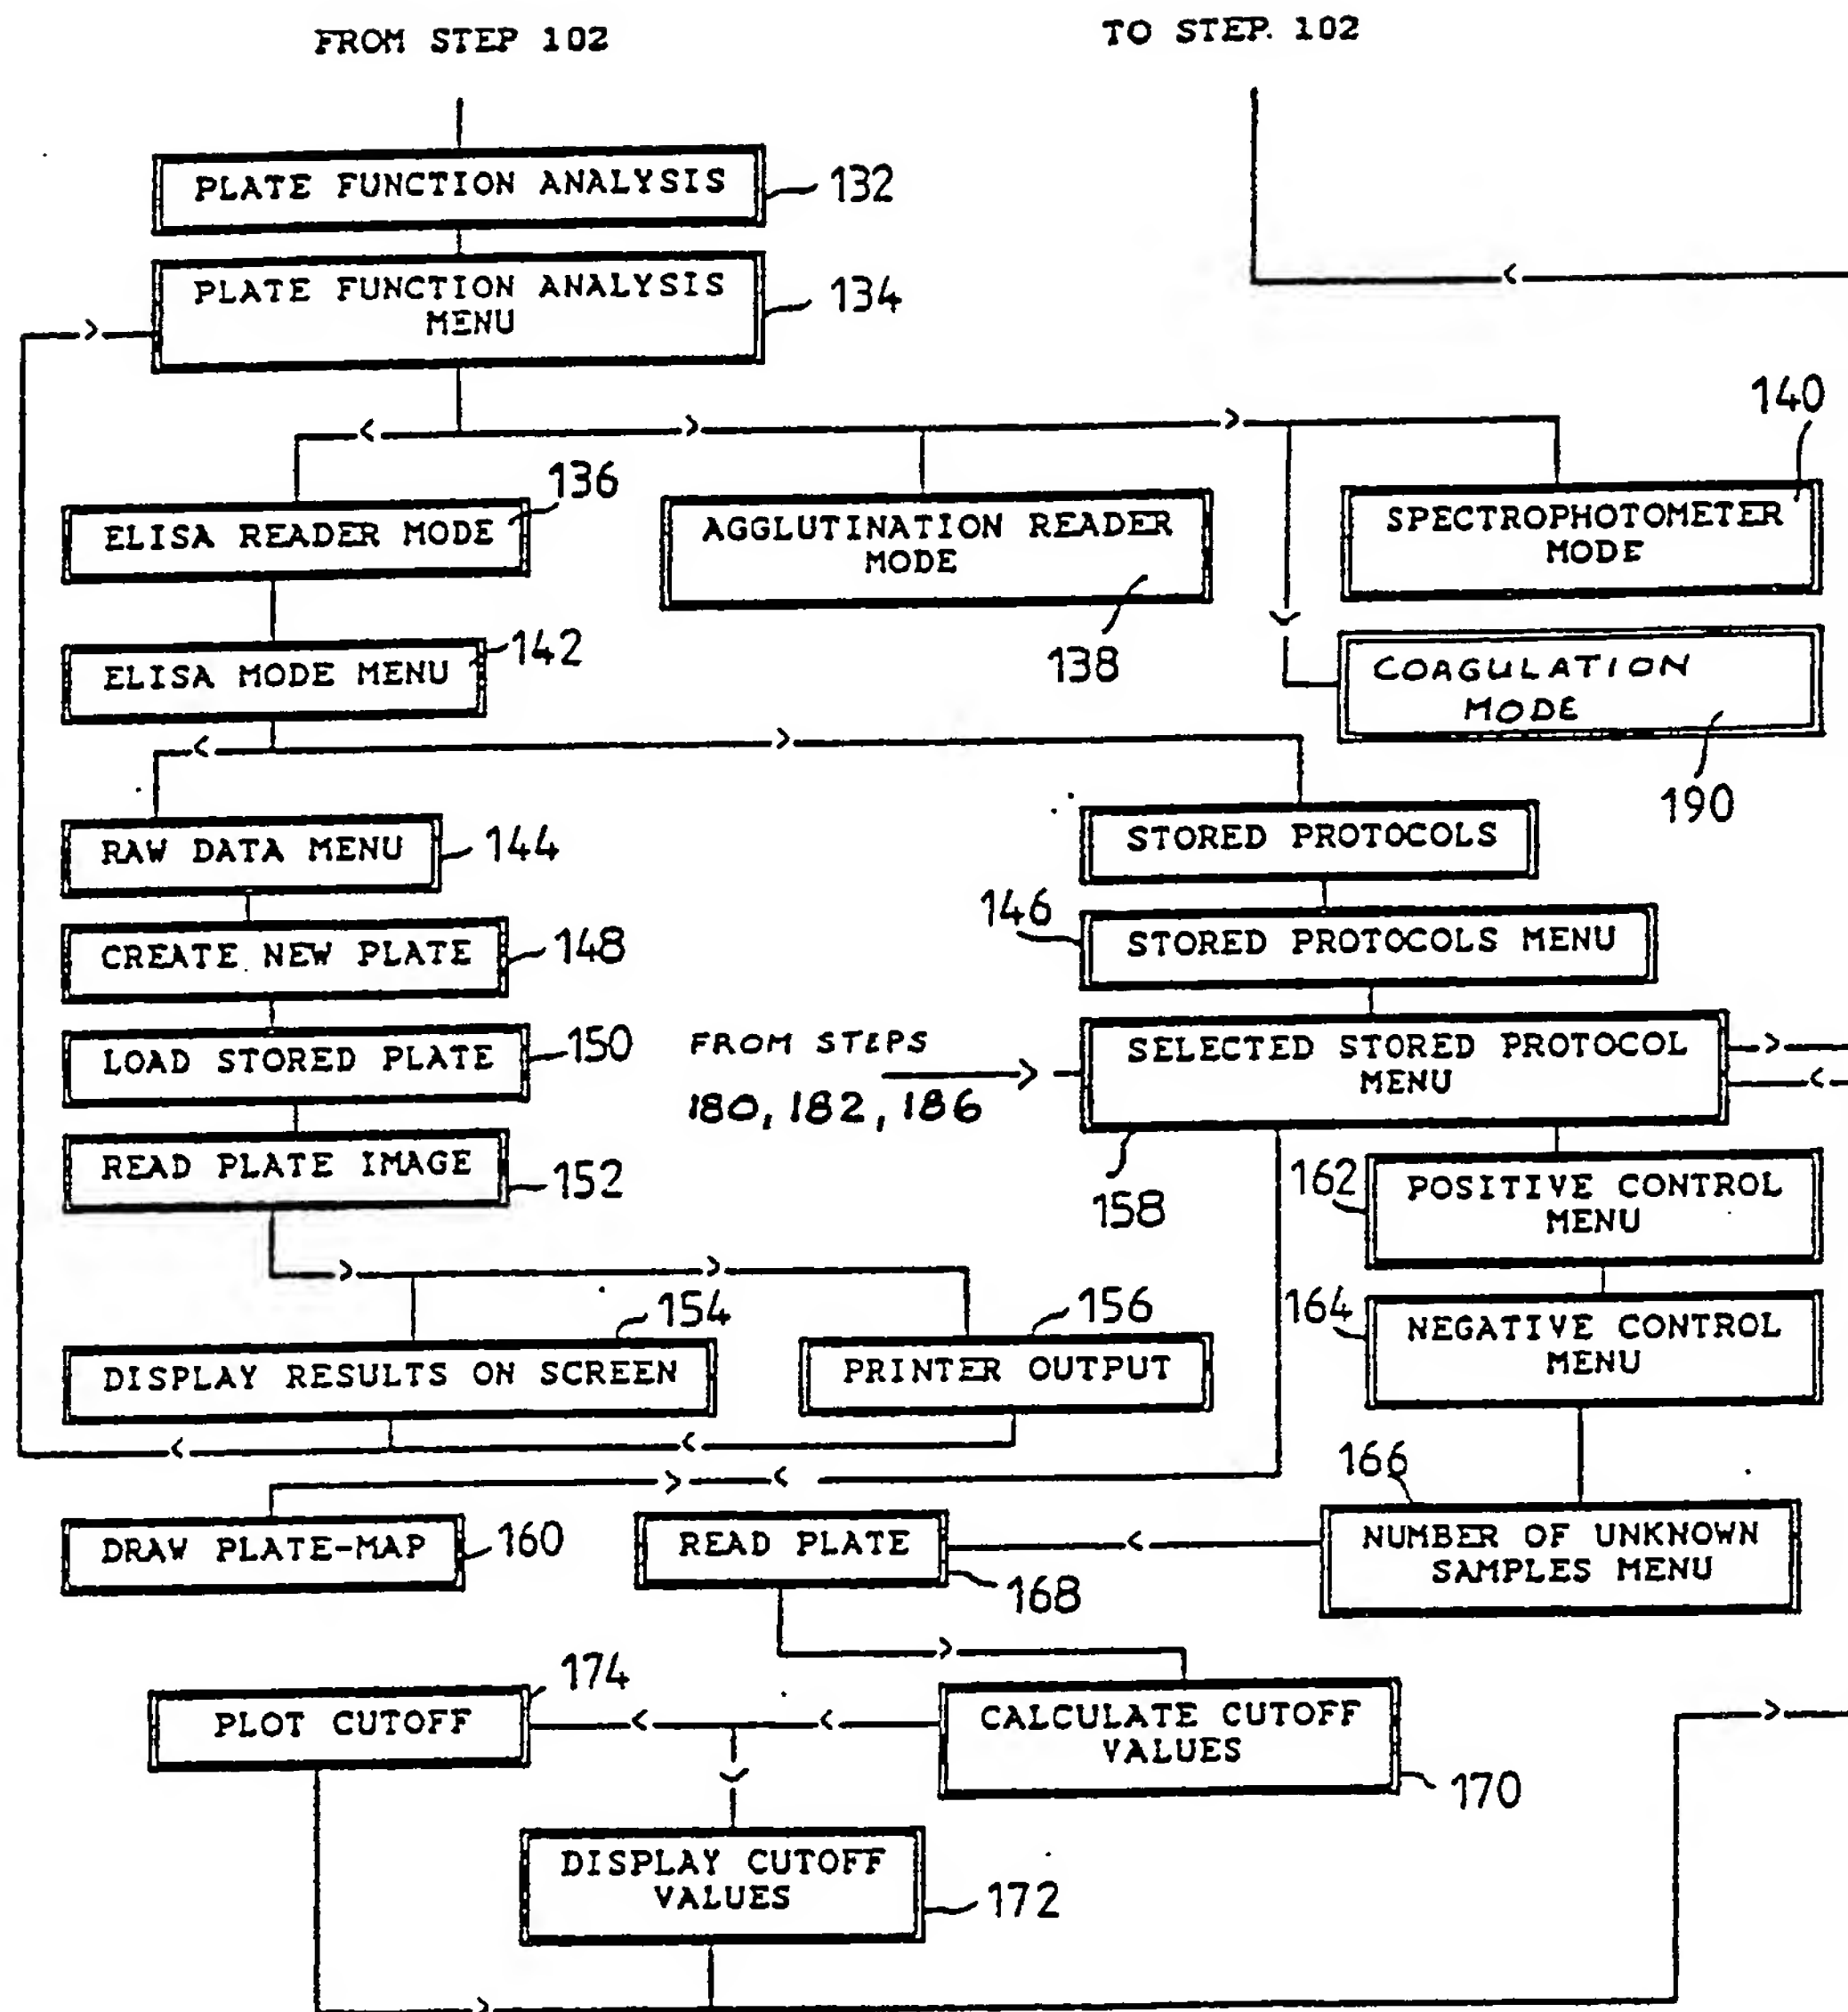 FROM STEP 102
TO STEP. 102
PLATE FUNCTION ANALYSIS
132
PLATE FUNCTION ANALYSIS
MENU
134
140
136
ELISA READER MODE
AGGLUTINATION READER
MODE
138
SPECTROPHOTOMETER
MODE
ELISA MODE MENU
142
COAGULATION
MODE
190
RAW DATA MENU
144
STORED PROTOCOLS
146
STORED PROTOCOLS MENU
CREATE NEW PLATE
148
LOAD STORED PLATE
150
FROM STEPS
180, 182, 186
SELECTED STORED PROTOCOL
MENU
158
READ PLATE IMAGE
152
162
POSITIVE CONTROL
MENU
164
NEGATIVE CONTROL
MENU
154
DISPLAY RESULTS ON SCREEN
156
PRINTER OUTPUT
166
NUMBER OF UNKNOWN
SAMPLES MENU
DRAW PLATE-MAP
160
READ PLATE
168
174
PLOT CUTOFF
CALCULATE CUTOFF
VALUES
170
DISPLAY CUTOFF
VALUES
172